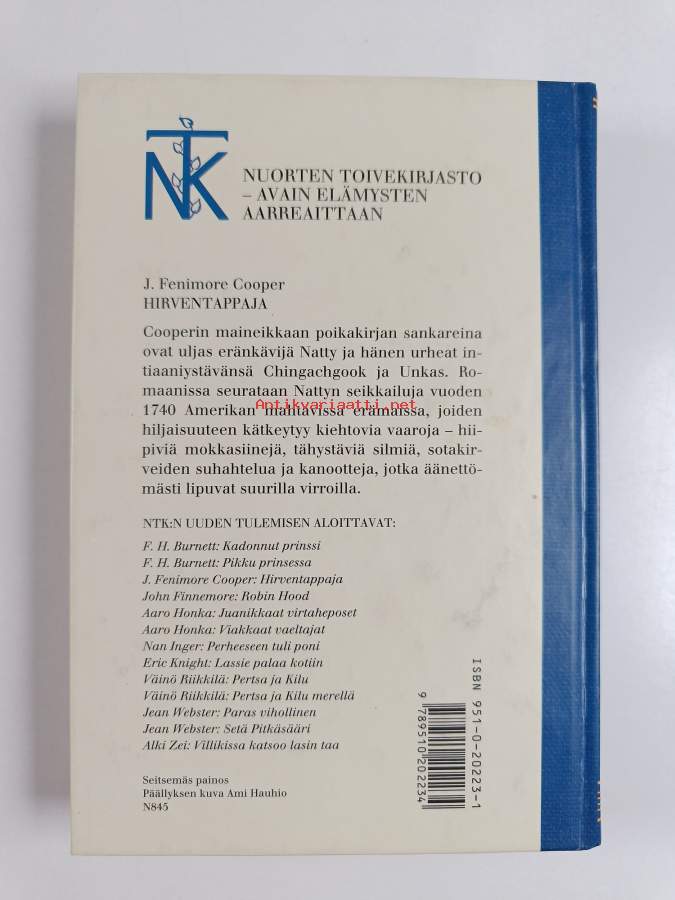 NTK
NUORTEN TOIVEKIRJASTO
– AVAIN ELÄMYSTEN
AARREAITTAAN
J. Fenimore Cooper
HIRVENTAPPAJA
Cooperin maineikkaan poikakirjan sankareina
ovat uljas eränkävijä Natty ja hänen urheat in-
tiaaniystävänsä Chingachgook ja Unkas. Ro-
maanissa seurataan Nattyn seikkailuja vuoden
1740 Amerikan mahtavissa erämaissa, joiden
Antikvariaatti.net
hiljaisuuteen kätkeytyy kiehtovia vaaroja – hii-
piviä mokkasiinejä, tähystäviä silmiä, sotakir-
veiden suhahtelua ja kanootteja, jotka äänettö-
mästi lipuvat suurilla virroilla.
NTK:N UUDEN TULEMISEN ALOITTAVAT:
F. H. Burnett: Kadonnut prinssi
F. H. Burnett: Pikku prinsessa
J. Fenimore Cooper: Hirventappaja
John Finnemore: Robin Hood
Aaro Honka: Juanikkaat virtaheposet
Aaro Honka: Viakkaat vaeltajat
Nan Inger: Perheeseen tuli poni
Eric Knight: Lassie palaa kotiin
Väinö Riikkilä: Pertsa ja Kilu
Väinö Riikkilä: Pertsa ja Kilu merellä
Jean Webster: Paras vihollinen
Jean Webster: Setä Pitkäsääri
Alki Zei: Villikissa katsoo lasin taa
Seitsemäs painos
Päällyksen kuva Ami Hauhio
N845
ISBN 951-0-20223-1
9 789510 202234